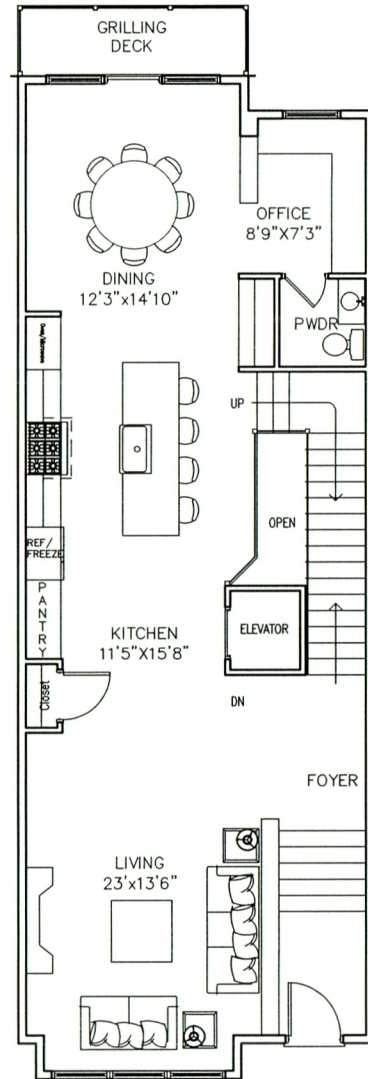 GRILLING
DECK
OFFICE
8'9"X7'3"
DINING
12'3"x14'10"
PWDR
UP
OPEN
REF/
FREEZE
PANTRY
KITCHEN
11'5"X15'8"
ELEVATOR
Closet
DN
FOYER
LIVING
23'x13'6"